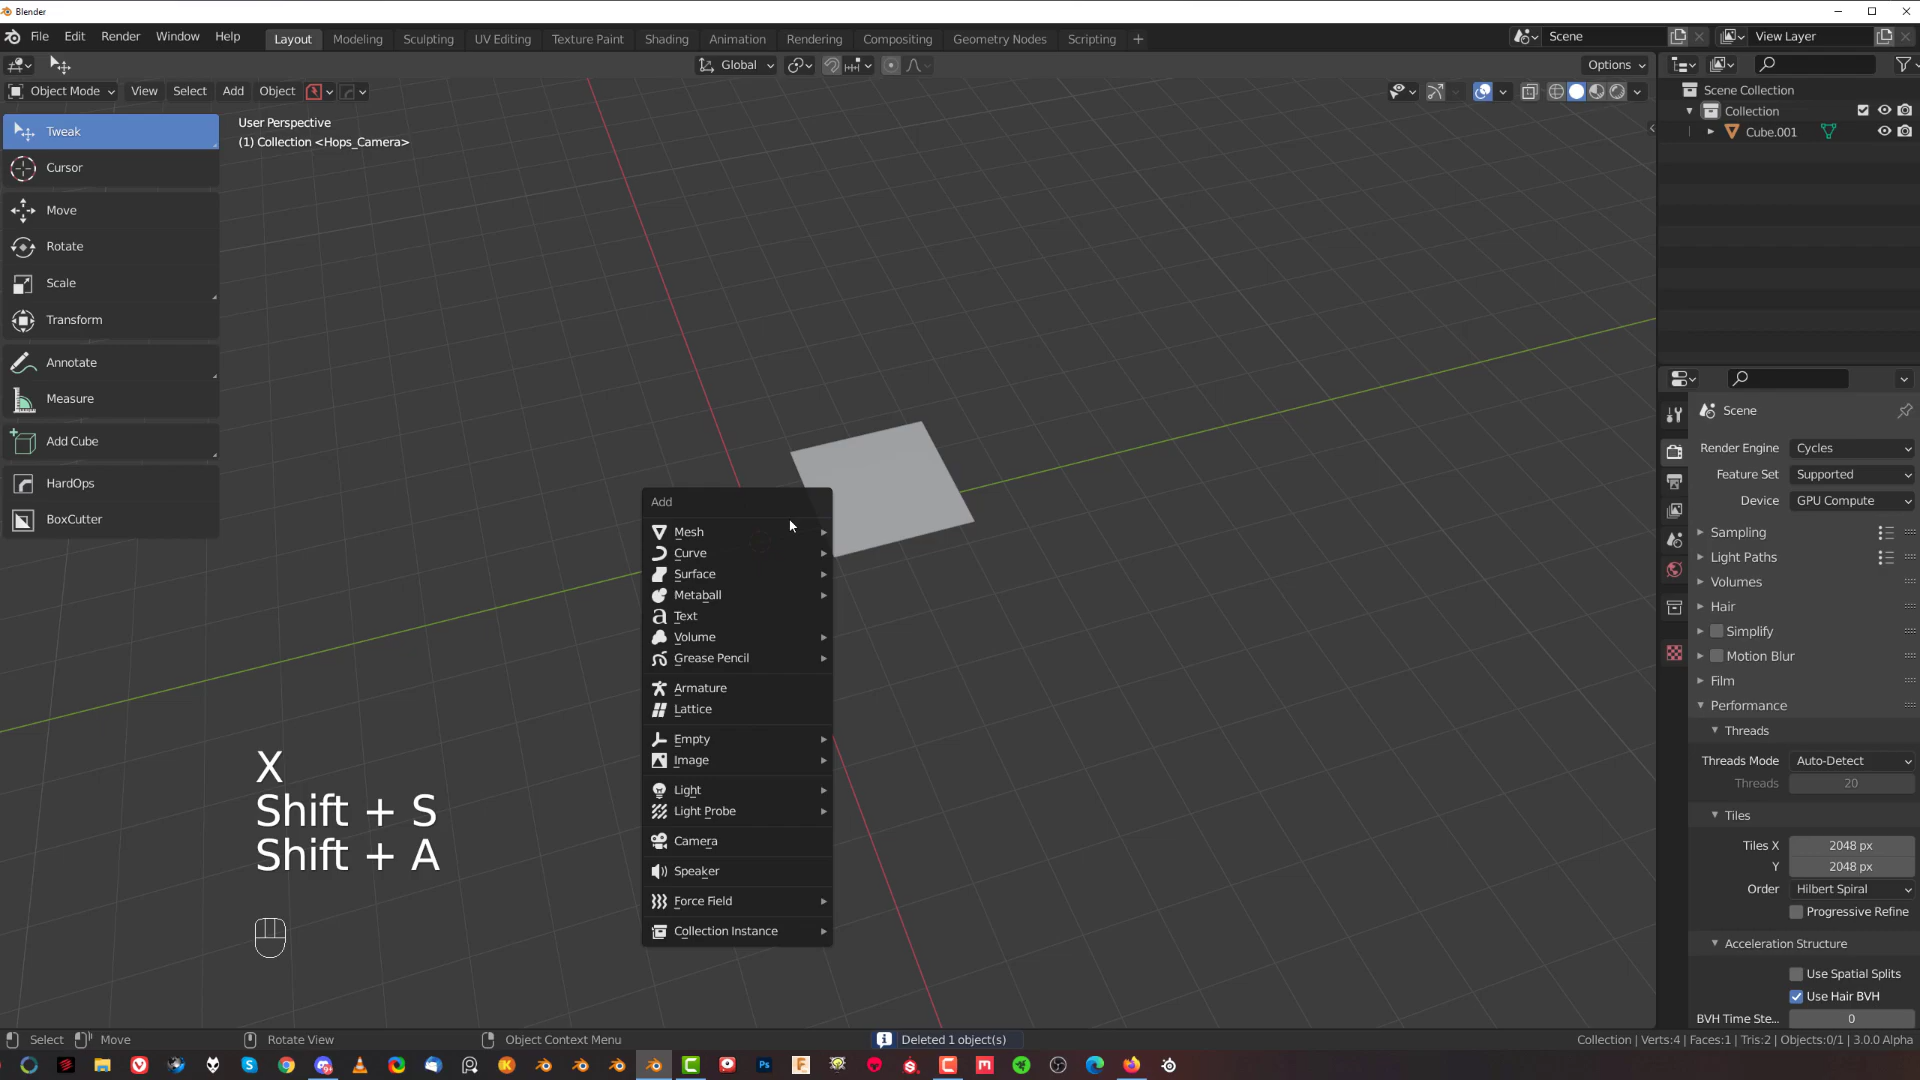 Blender
File Edit Render Window Help
Layout Modeling Sculpting UV Editing Texture Paint Shading Animation Rendering Compositing Geometry Nodes Scripting +
Scene
View Layer
Global
Options
Object Mode View Select Add Object
User Perspective
(1) Collection <Hops_Camera>
Tweak
Cursor
Move
Rotate
Scale
Transform
Annotate
Measure
Add Cube
HardOps
BoxCutter
Add
Mesh
Curve
Surface
Metaball
Text
Volume
Grease Pencil
Armature
Lattice
Empty
Image
Light
Light Probe
Camera
Speaker
Force Field
Collection Instance
X
Shift + S
Shift + A
Scene Collection
Collection
Cube.001
Scene
Render Engine Cycles
Feature Set Supported
Device GPU Compute
Sampling
Light Paths
Volumes
Hair
Simplify
Motion Blur
Film
Performance
Threads
Threads Mode Auto-Detect
Threads 20
Tiles
Tiles X 2048 px
Y 2048 px
Order Hilbert Spiral
Progressive Refine
Acceleration Structure
Use Spatial Splits
Use Hair BVH
BVH Time Ste... 0
Select Move Rotate View Object Context Menu Deleted 1 object(s) Collection | Verts:4 | Faces:1 | Tris:2 | Objects:0/1 | 3.0.0 Alpha